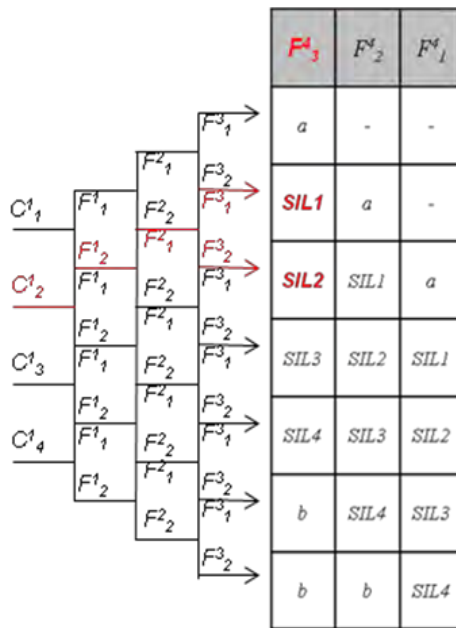 F⁴₃ F⁴₂ F⁴₁
F³₁
a - -
F²₁
F³₂
F¹₁
F³₁
SIL1 a -
C¹₁
F²₂
F¹₂
F²₁
F³₂
SIL2 SIL1 a
F¹₁
F³₁
C¹₂
F²₂
F¹₂
F³₂
F¹₁
F²₁
F³₁
SIL3 SIL2 SIL1
C¹₃
F²₂
F¹₂
F³₂
F¹₁
F²₁
F³₁
SIL4 SIL3 SIL2
C¹₄
F²₂
F²₁
F¹₂
F³₂
F³₁
b SIL4 SIL3
F²₂
F³₂
b b SIL4